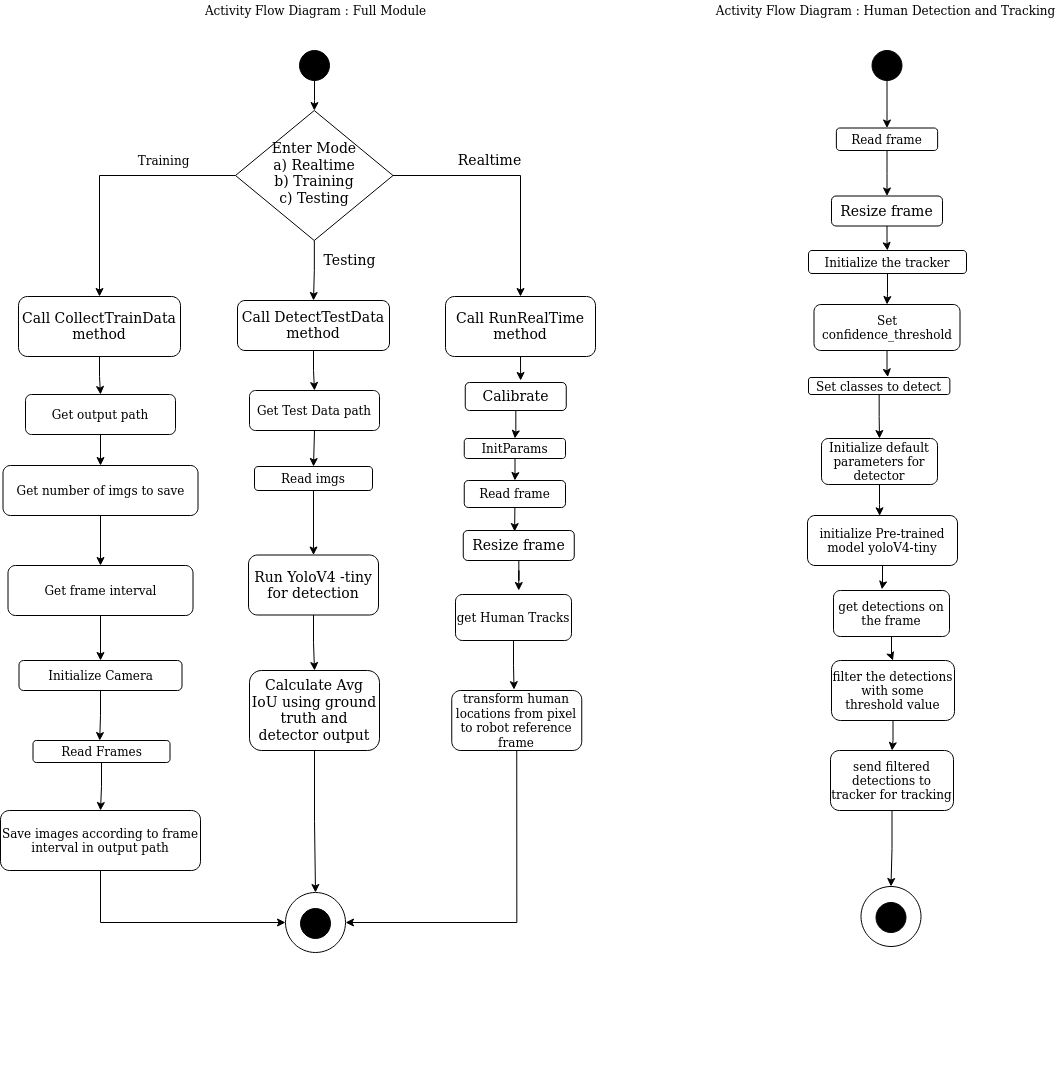 Activity Flow Diagram : Full Module
Enter Mode
a) Realtime
b) Training
c) Testing
Training
Realtime
Testing
Call CollectTrainData
method
Get output path
Get number of imgs to save
Get frame interval
Initialize Camera
Read Frames
Save images according to frame
interval in output path
Call DetectTestData
method
Get Test Data path
Read imgs
Run YoloV4 -tiny
for detection
Calculate Avg
IoU using ground
truth and
detector output
Call RunRealTime
method
Calibrate
InitParams
Read frame
Resize frame
get Human Tracks
transform human
locations from pixel
to robot reference
frame
Activity Flow Diagram : Human Detection and Tracking
Read frame
Resize frame
Initialize the tracker
Set
confidence_threshold
Set classes to detect
Initialize default
parameters for
detector
initialize Pre-trained
model yoloV4-tiny
get detections on
the frame
filter the detections
with some
threshold value
send filtered
detections to
tracker for tracking